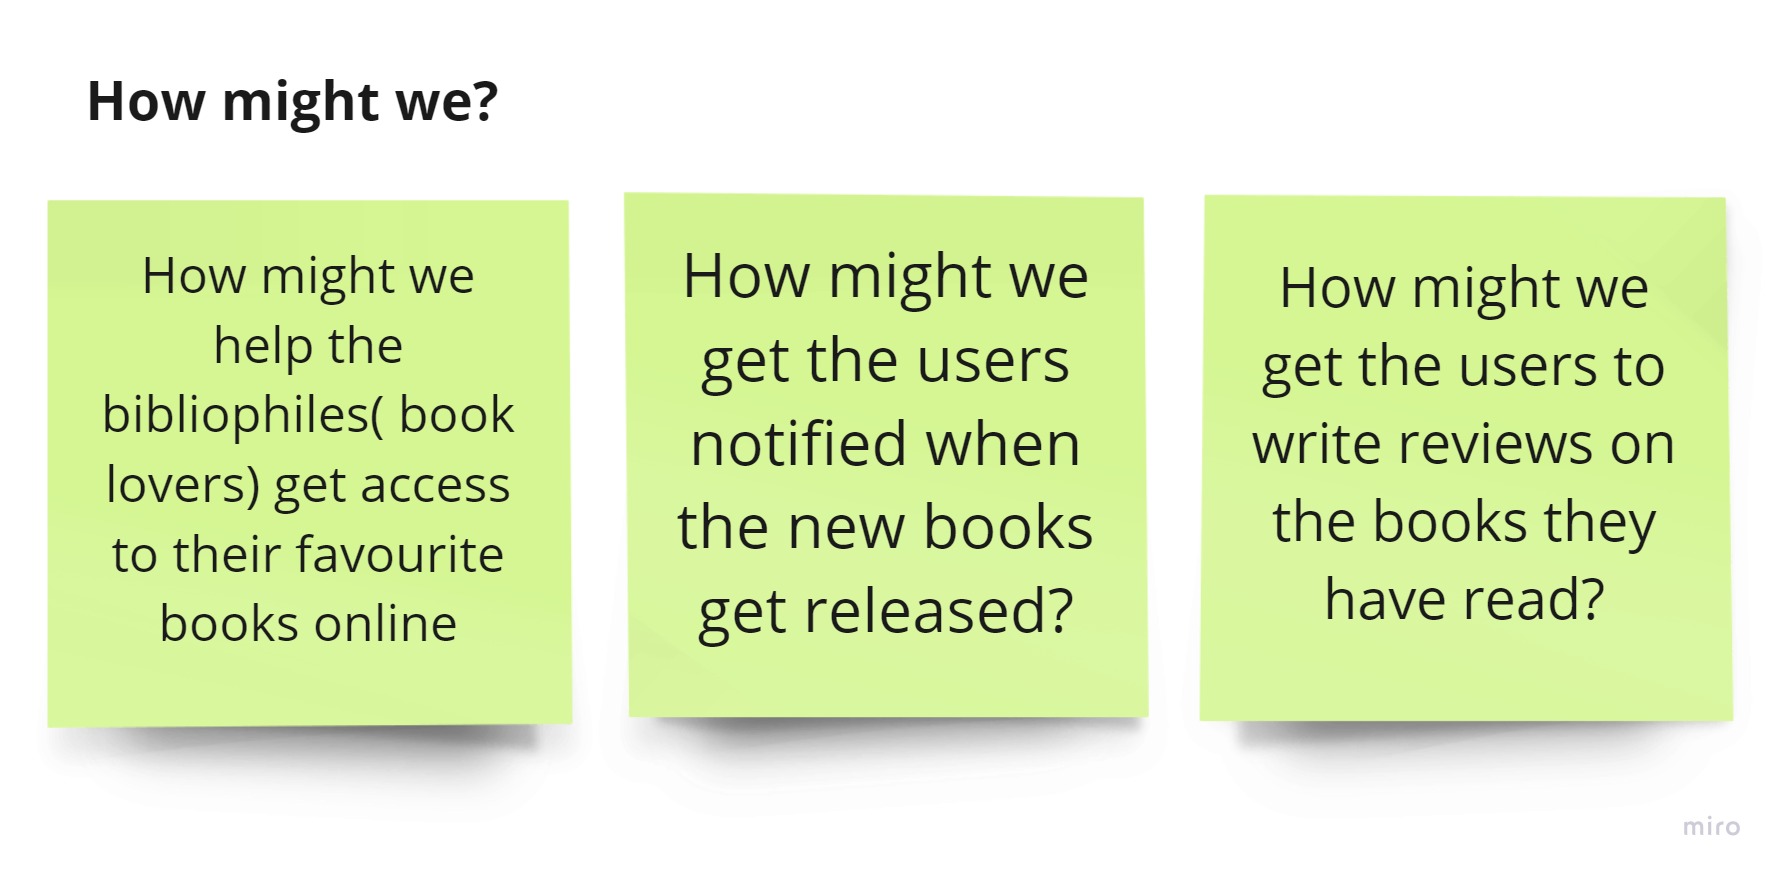 How might we?
How might we
help the
bibliophiles( book
lovers) get access
to their favourite
books online
How might we
get the users
notified when
the new books
get released?
How might we
get the users to
write reviews on
the books they
have read?
miro